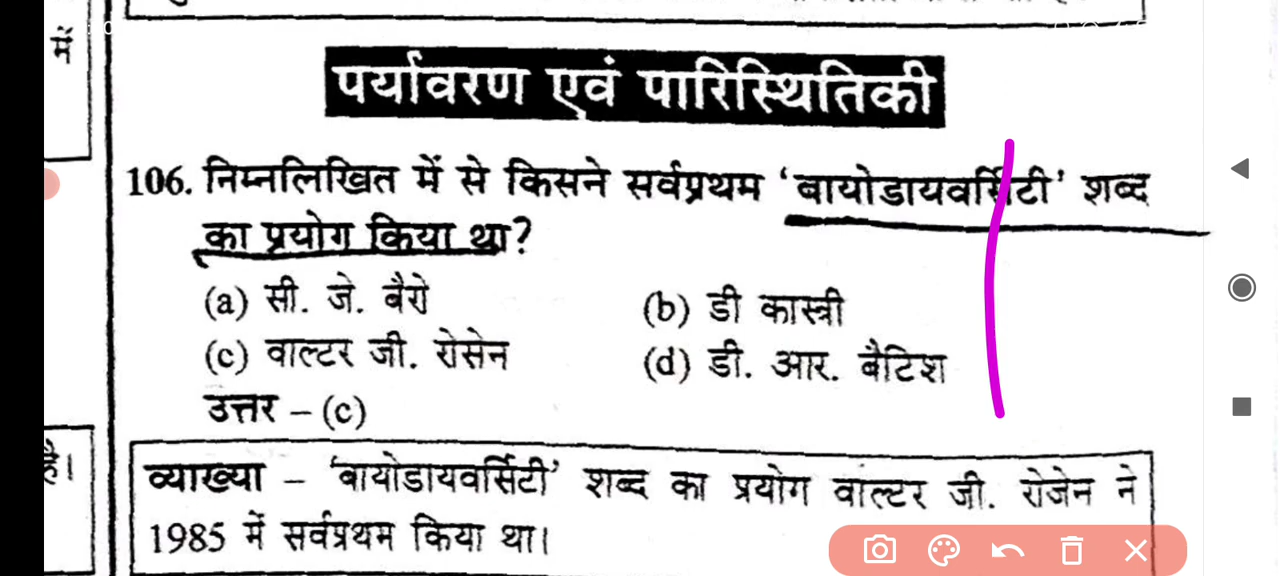 में
पर्यावरण एवं पारिस्थितिकी
106. निम्नलिखित में से किसने सर्वप्रथम ‘बायोडायवर्सिटी’ शब्द
का प्रयोग किया था?
(a) सी. जे. बैरो (b) डी कास्त्री
(c) वाल्टर जी. रोसेन (d) डी. आर. बैटिश
उत्तर – (c)
व्याख्या – ‘बायोडायवर्सिटी’ शब्द का प्रयोग वाल्टर जी. रोजेन ने
1985 में सर्वप्रथम किया था।